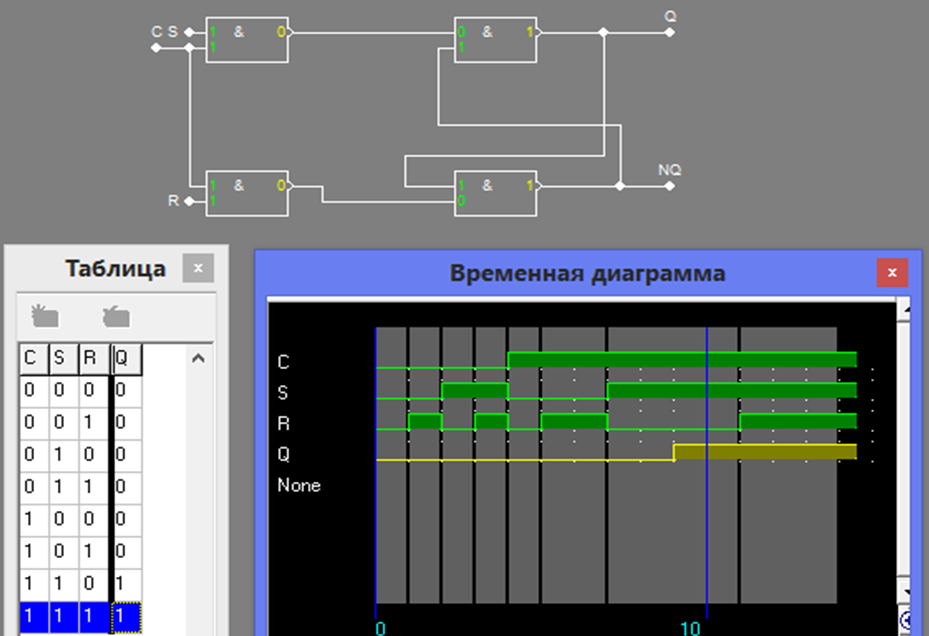 Q
C S 1 & 0 0 & 1
1 1
NQ
1 & 0 1 & 1
R 1 0
Таблица x
C S R Q
0 0 0 0
0 0 1 0
0 1 0 0
0 1 1 0
1 0 0 0
1 0 1 0
1 1 0 1
1 1 1 1
Временная диаграмма x
C
S
R
Q
None
0 10